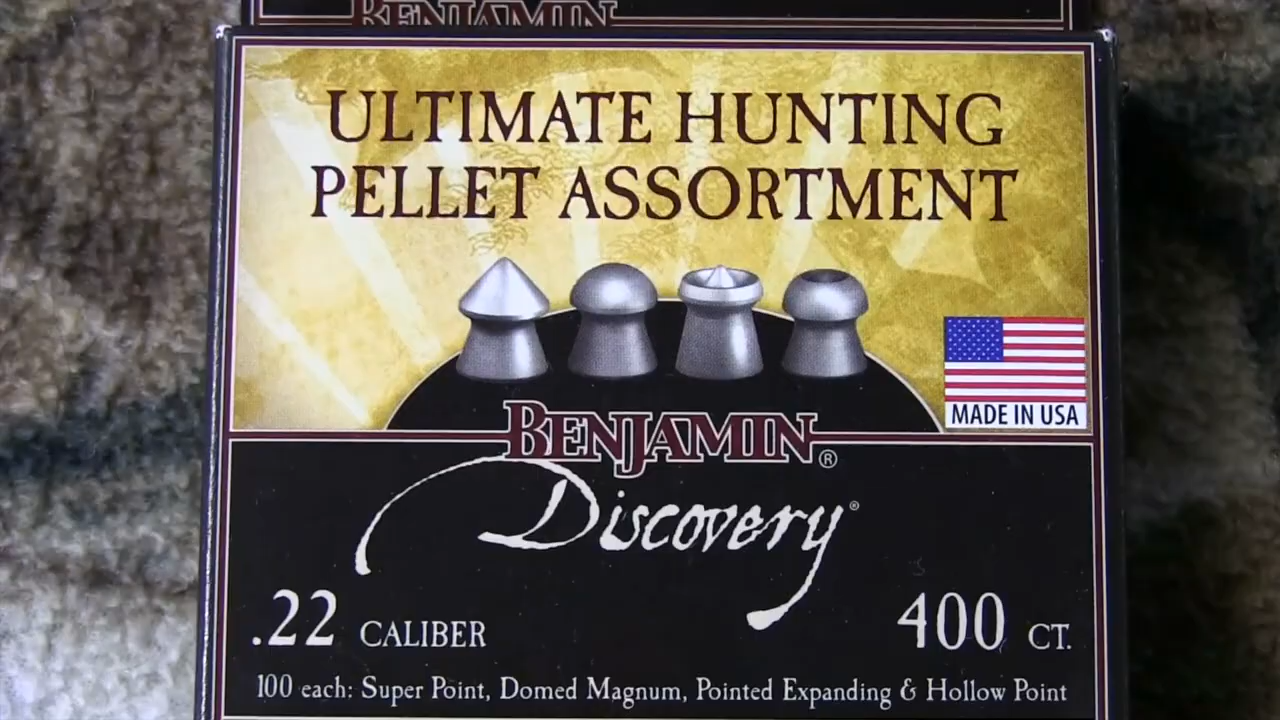 BENJAMIN
ULTIMATE HUNTING
PELLET ASSORTMENT
MADE IN USA
BENJAMIN®
Discovery®
.22 CALIBER
400 CT.
100 each: Super Point, Domed Magnum, Pointed Expanding & Hollow Point